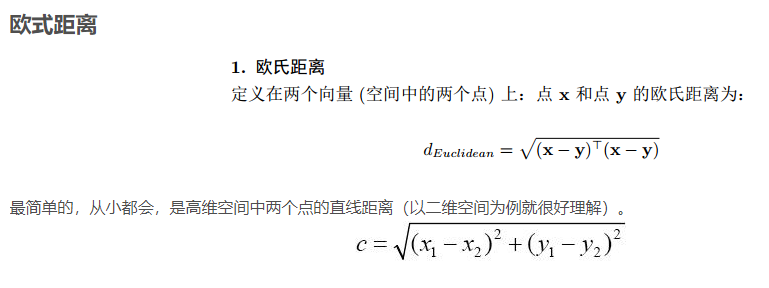 欧式距离
1. 欧氏距离
定义在两个向量 (空间中的两个点) 上：点 x 和点 y 的欧氏距离为：
d_{Euclidean} = \sqrt{(\mathbf{x} - \mathbf{y})^\top (\mathbf{x} - \mathbf{y})}
最简单的，从小都会，是高维空间中两个点的直线距离（以二维空间为例就很好理解）。
c = \sqrt{(x_1 - x_2)^2 + (y_1 - y_2)^2}